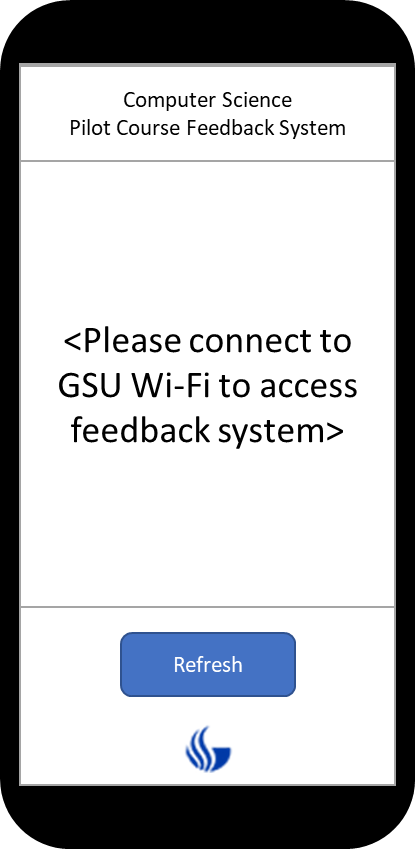 Computer Science
Pilot Course Feedback System
<Please connect to
GSU Wi-Fi to access
feedback system>
Refresh